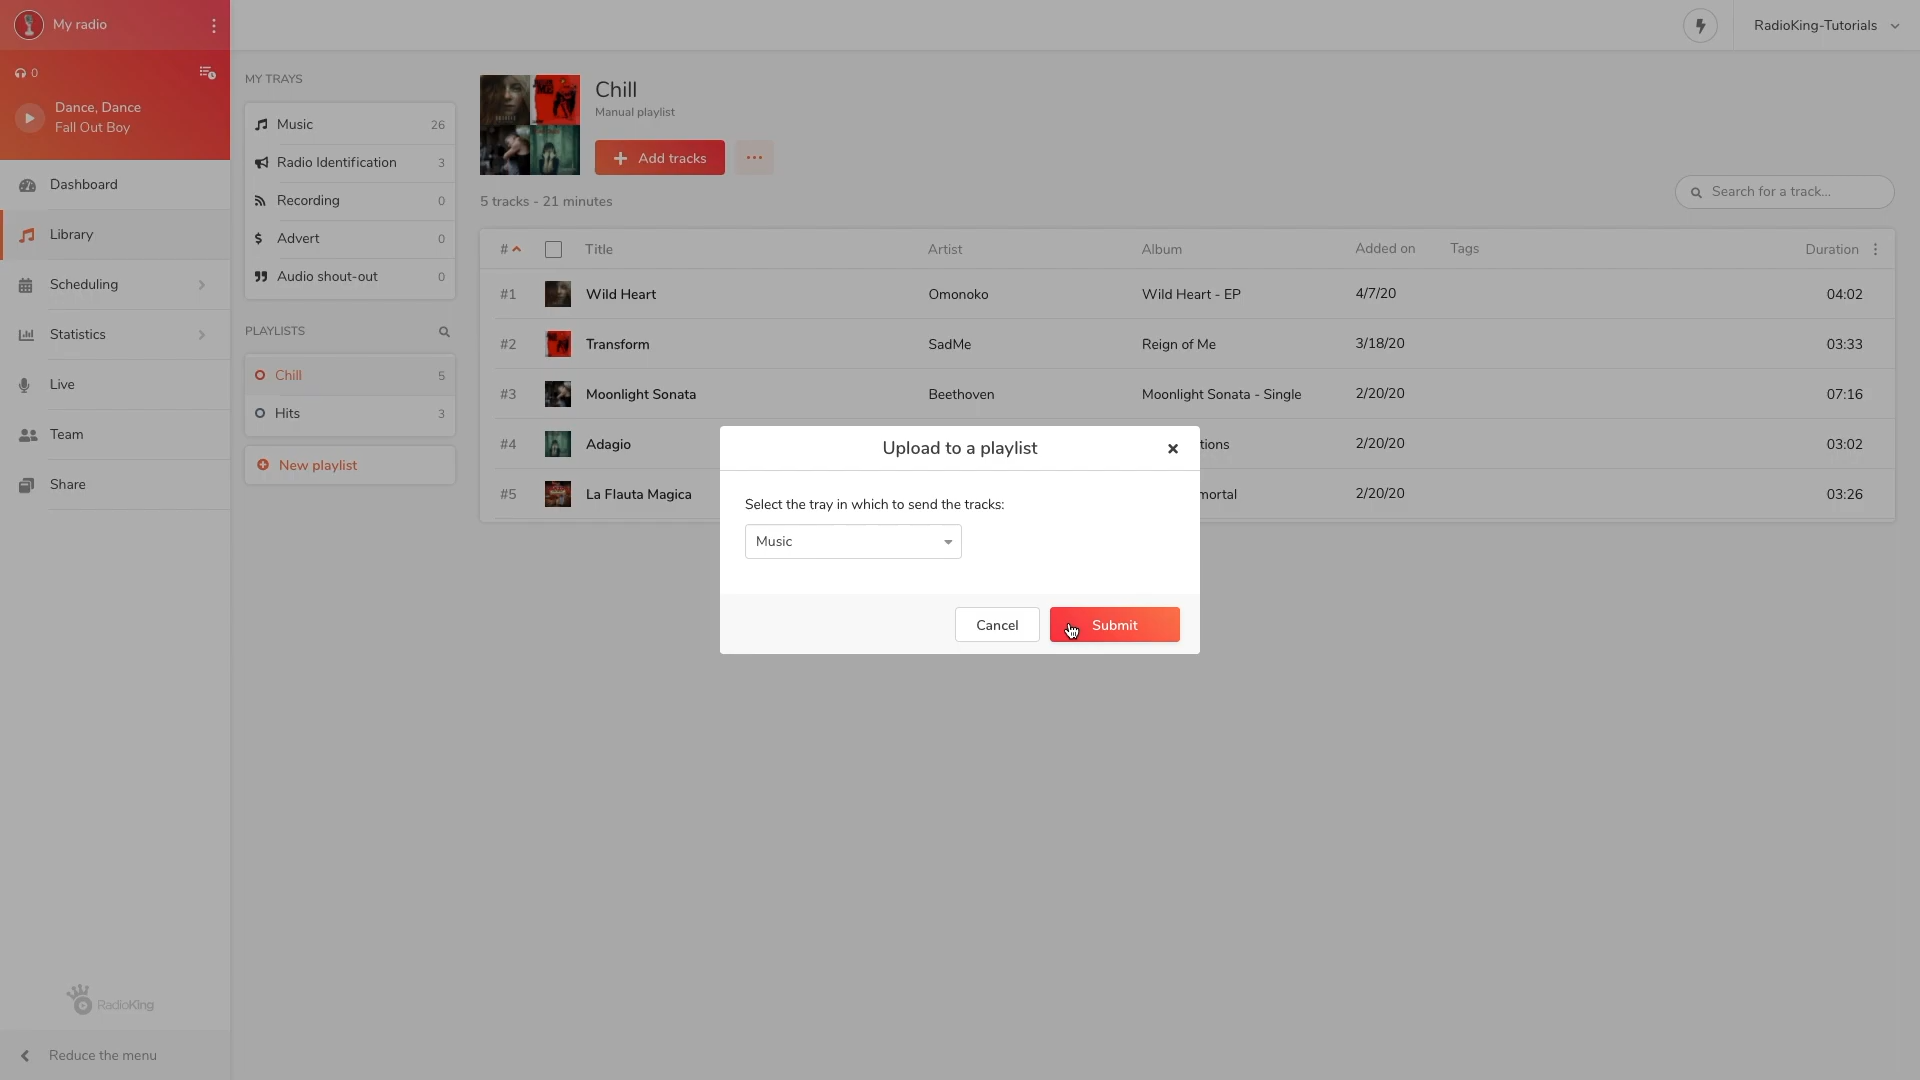 My radio
0
Dance, Dance
Fall Out Boy
Dashboard
Library
Scheduling
Statistics
Live
Team
Share
RadioKing
Reduce the menu
RadioKing-Tutorials
MY TRAYS
Music 26
Radio Identification 3
Recording 0
Advert 0
Audio shout-out 0
PLAYLISTS
Chill 5
Hits 3
New playlist
Chill
Manual playlist
Add tracks
5 tracks - 21 minutes
Search for a track...
# Title Artist Album Added on Tags Duration
#1 Wild Heart Omonoko Wild Heart - EP 4/7/20 04:02
#2 Transform SadMe Reign of Me 3/18/20 03:33
#3 Moonlight Sonata Beethoven Moonlight Sonata - Single 2/20/20 07:16
#4 Adagio tions 2/20/20 03:02
#5 La Flauta Magica mortal 2/20/20 03:26
Upload to a playlist
Select the tray in which to send the tracks:
Music
Cancel Submit